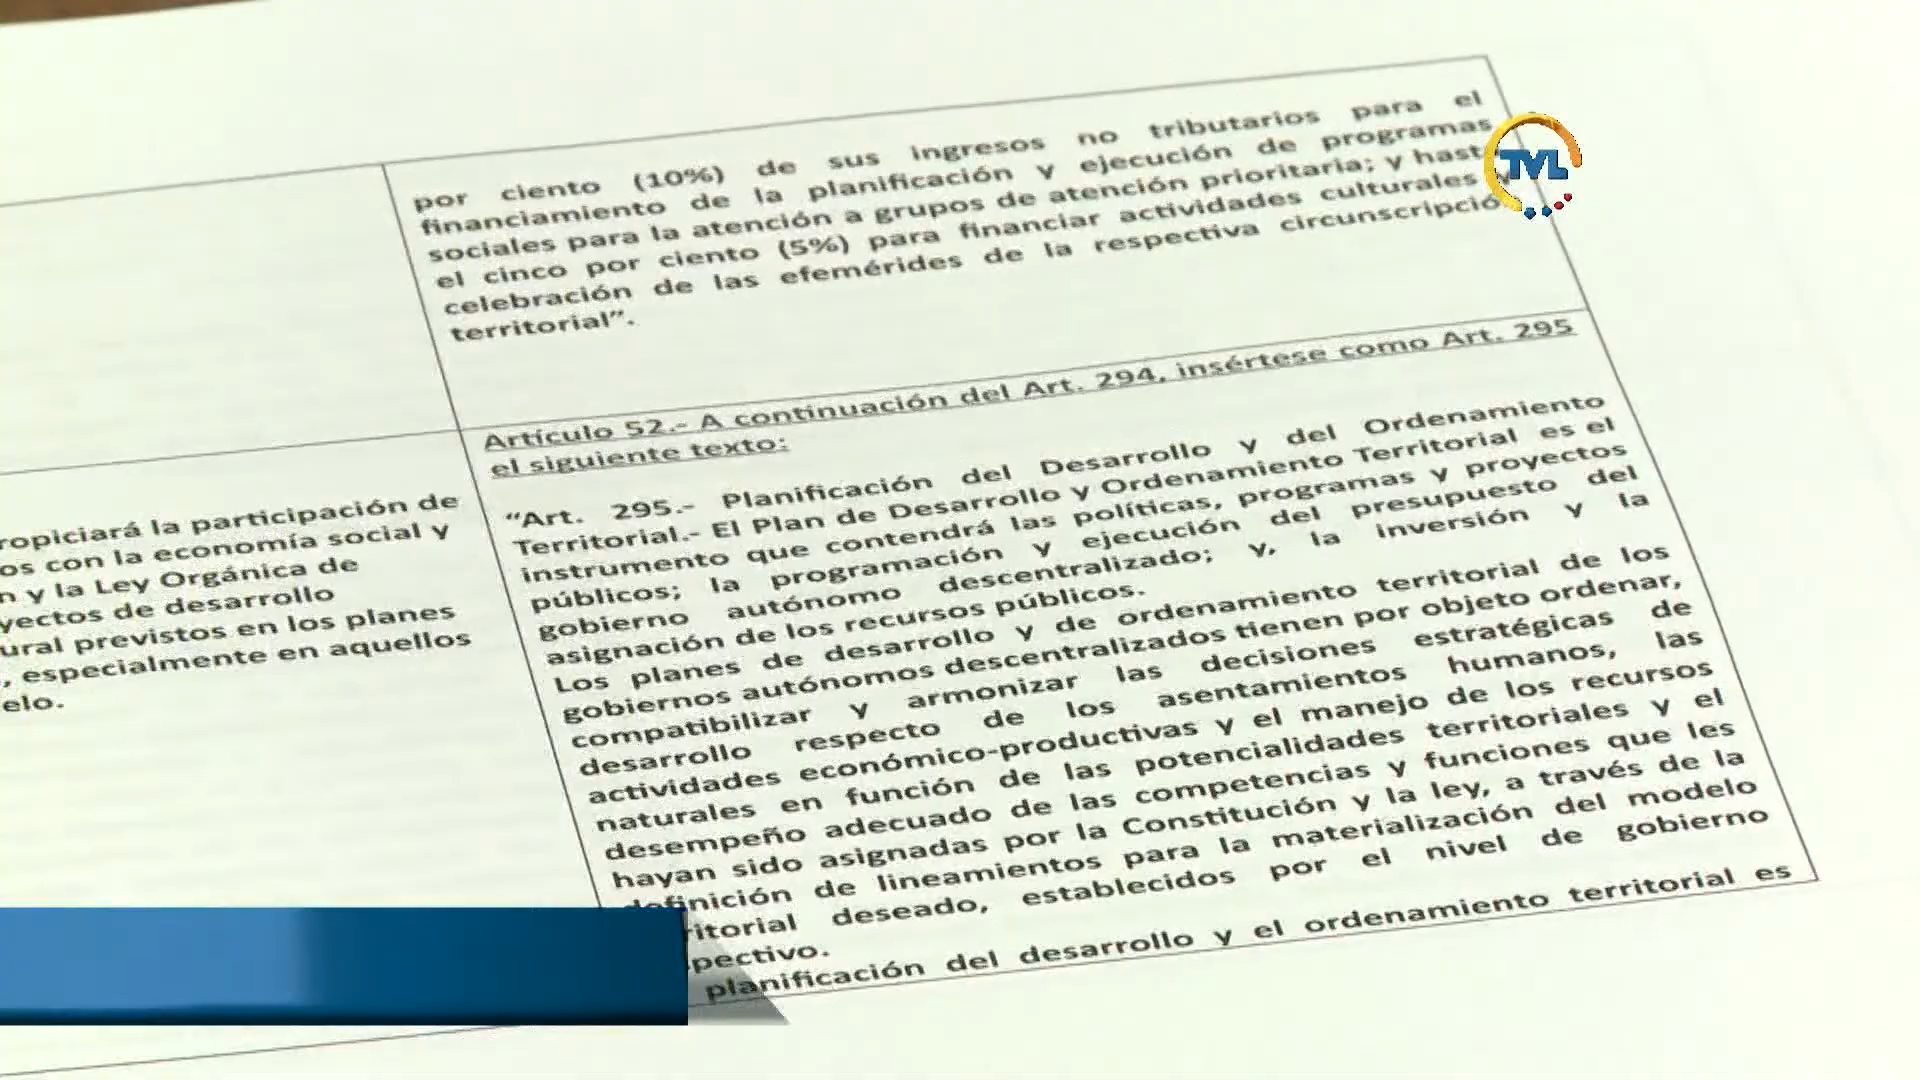 por ciento (10%) de sus ingresos no tributarios para el
financiamiento de la planificación y ejecución de programas
sociales para la atención a grupos de atención prioritaria; y hasta
el cinco por ciento (5%) para financiar actividades culturales y
celebración de las efemérides de la respectiva circunscripció
territorial”.
Artículo 52.- A continuación del Art. 294, insértese como Art. 295
el siguiente texto:
“Art. 295.- Planificación del Desarrollo y del Ordenamiento
Territorial.- El Plan de Desarrollo y Ordenamiento Territorial es el
instrumento que contendrá las políticas, programas y proyectos
públicos; la programación y ejecución del presupuesto del
gobierno autónomo descentralizado; y, la inversión y la
asignación de los recursos públicos.
Los planes de desarrollo y de ordenamiento territorial de los
gobiernos autónomos descentralizados tienen por objeto ordenar,
compatibilizar y armonizar las decisiones estratégicas de
desarrollo respecto de los asentamientos humanos, las
actividades económico-productivas y el manejo de los recursos
naturales en función de las potencialidades territoriales y el
desempeño adecuado de las competencias y funciones que les
hayan sido asignadas por la Constitución y la ley, a través de la
definición de lineamientos para la materialización del modelo
ritorial deseado, establecidos por el nivel de gobierno
pectivo.
planificación del desarrollo y el ordenamiento territorial es
ropiciará la participación de
os con la economía social y
n y la Ley Orgánica de
yectos de desarrollo
ural previstos en los planes
, especialmente en aquellos
elo.
TVL